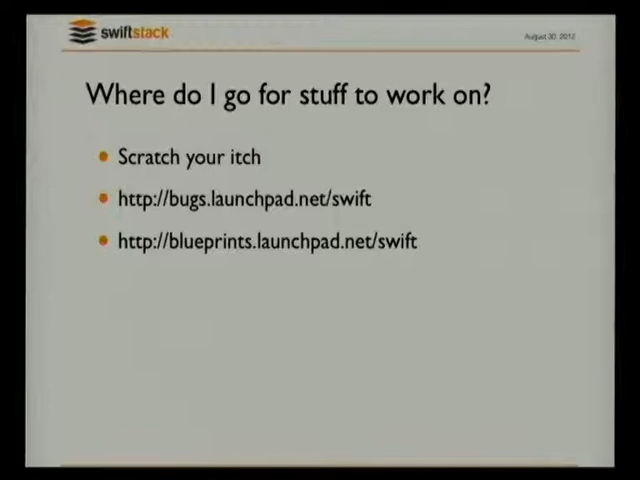 swiftstack
August 30, 2012
Where do I go for stuff to work on?
Scratch your itch
http://bugs.launchpad.net/swift
http://blueprints.launchpad.net/swift